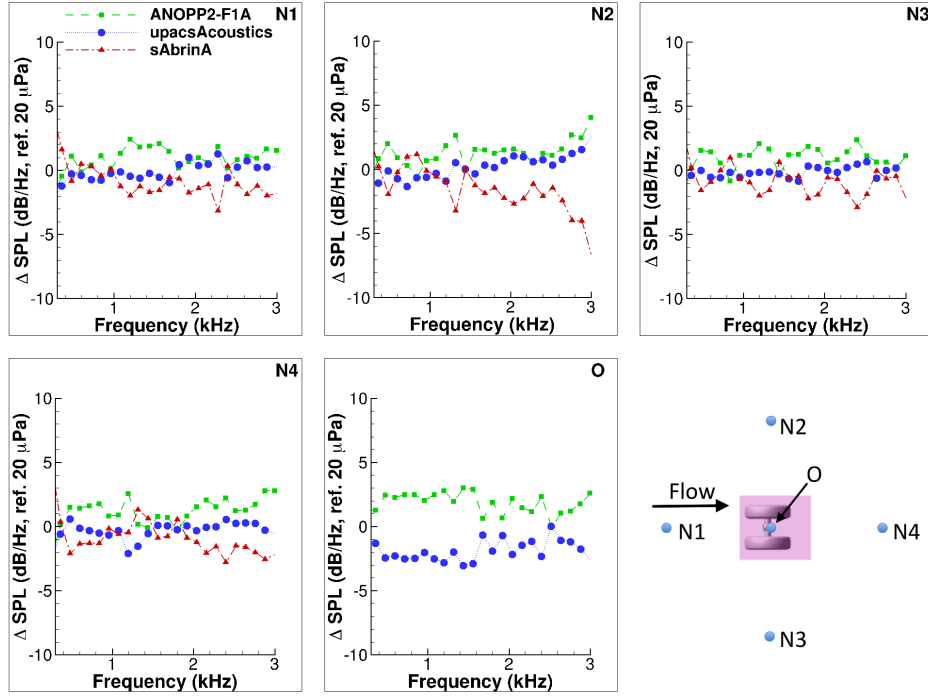 N1
ANOPP2-F1A
upacsAcoustics
sAbrinA
Δ SPL (dB/Hz, ref. 20 μPa)
10
5
0
-5
-10
1
2
3
Frequency (kHz)
N2
Δ SPL (dB/Hz, ref. 20 μPa)
10
5
0
-5
-10
1
2
3
Frequency (kHz)
N3
Δ SPL (dB/Hz, 20 μPa)
10
5
0
-5
-10
1
2
3
Frequency (kHz)
N4
Δ SPL (dB/Hz, ref. 20 μPa)
10
5
0
-5
-10
1
2
3
Frequency (kHz)
O
Δ SPL (dB/Hz, ref. 20 μPa)
10
5
0
-5
-10
1
2
3
Frequency (kHz)
N2
O
Flow
N1
N4
N3